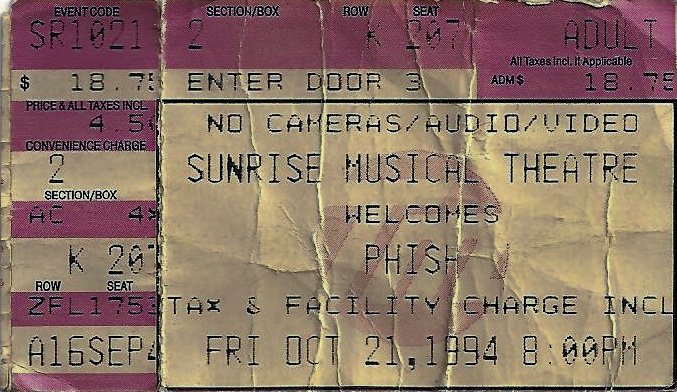 EVENT CODE SECTION/BOX ROW SEAT
SR1021 2 K 207 ADULT
All Taxes Incl. If Applicable
$ 18.75 ENTER DOOR 3 ADM $ 18.75
PRICE & ALL TAXES INCL
4.50 NO CAMERAS/AUDIO/VIDEO
CONVENIENCE CHARGE
2 SUNRISE MUSICAL THEATRE
SECTION/BOX
AC 4* WELCOMES
K 207 PHISH
ROW SEAT
ZFL1753 TAX & FACILITY CHARGE INCL
A16SEP4 FRI OCT 21,1994 8:00PM